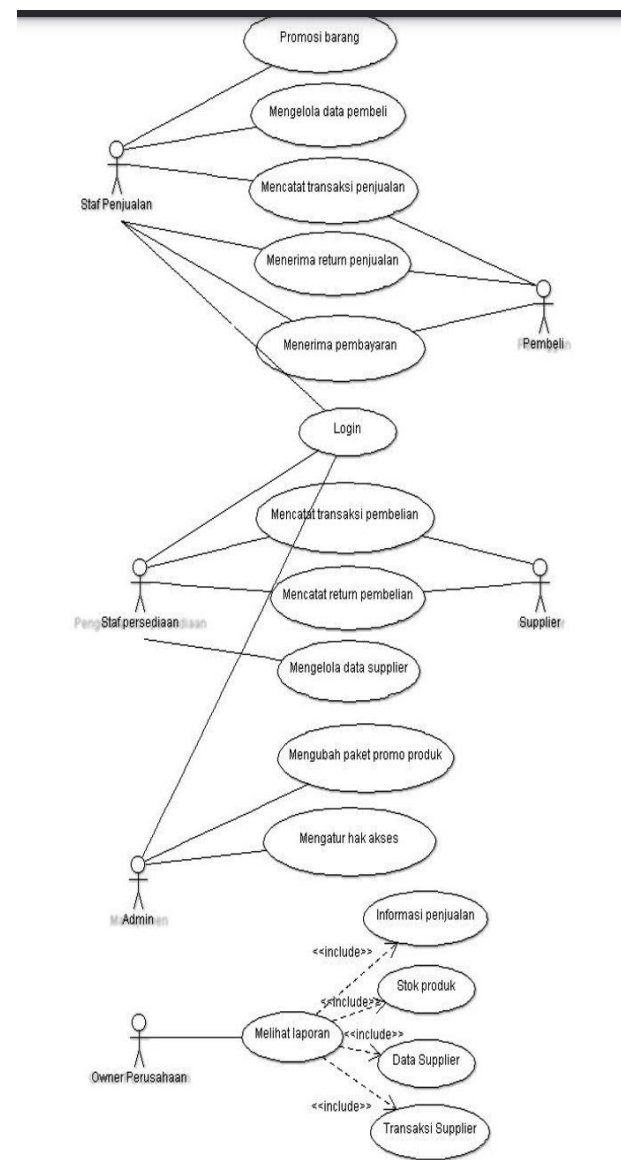 Promosi barang
Mengelola data pembeli
Staf Penjualan
Mencatat transaksi penjualan
Menerima return penjualan
Menerima pembayaran
Pembeli
Login
Mencatat transaksi pembelian
Staf persediaan
Mencatat return pembelian
Supplier
Mengelola data supplier
Mengubah paket promo produk
Mengatur hak akses
Admin
Informasi penjualan
<<include>>
Stok produk
<<include>>
Melihat laporan
<<include>>
Data Supplier
Owner Perusahaan
<<include>>
Transaksi Supplier